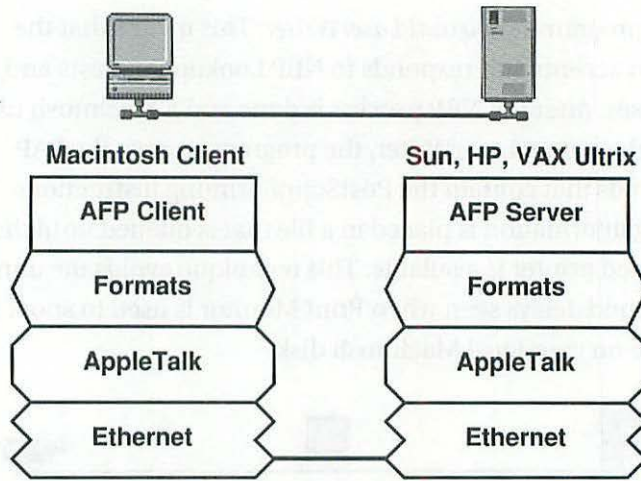 Macintosh Client
Sun, HP, VAX Ultrix
AFP Client
AFP Server
Formats
Formats
AppleTalk
AppleTalk
Ethernet
Ethernet